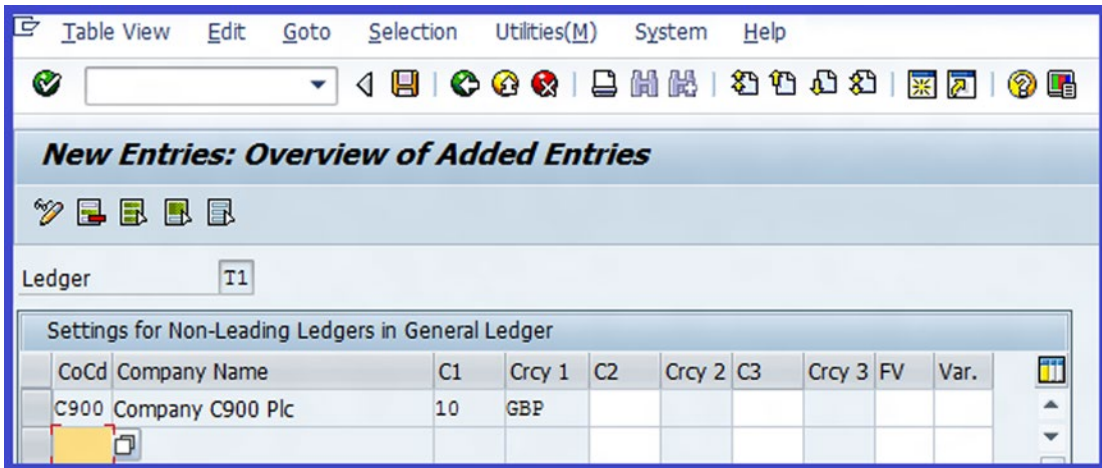 Table View Edit Goto Selection Utilities(M) System Help
New Entries: Overview of Added Entries
Ledger T1
Settings for Non-Leading Ledgers in General Ledger
CoCd Company Name C1 Crcy 1 C2 Crcy 2 C3 Crcy 3 FV Var.
C900 Company C900 Plc 10 GBP